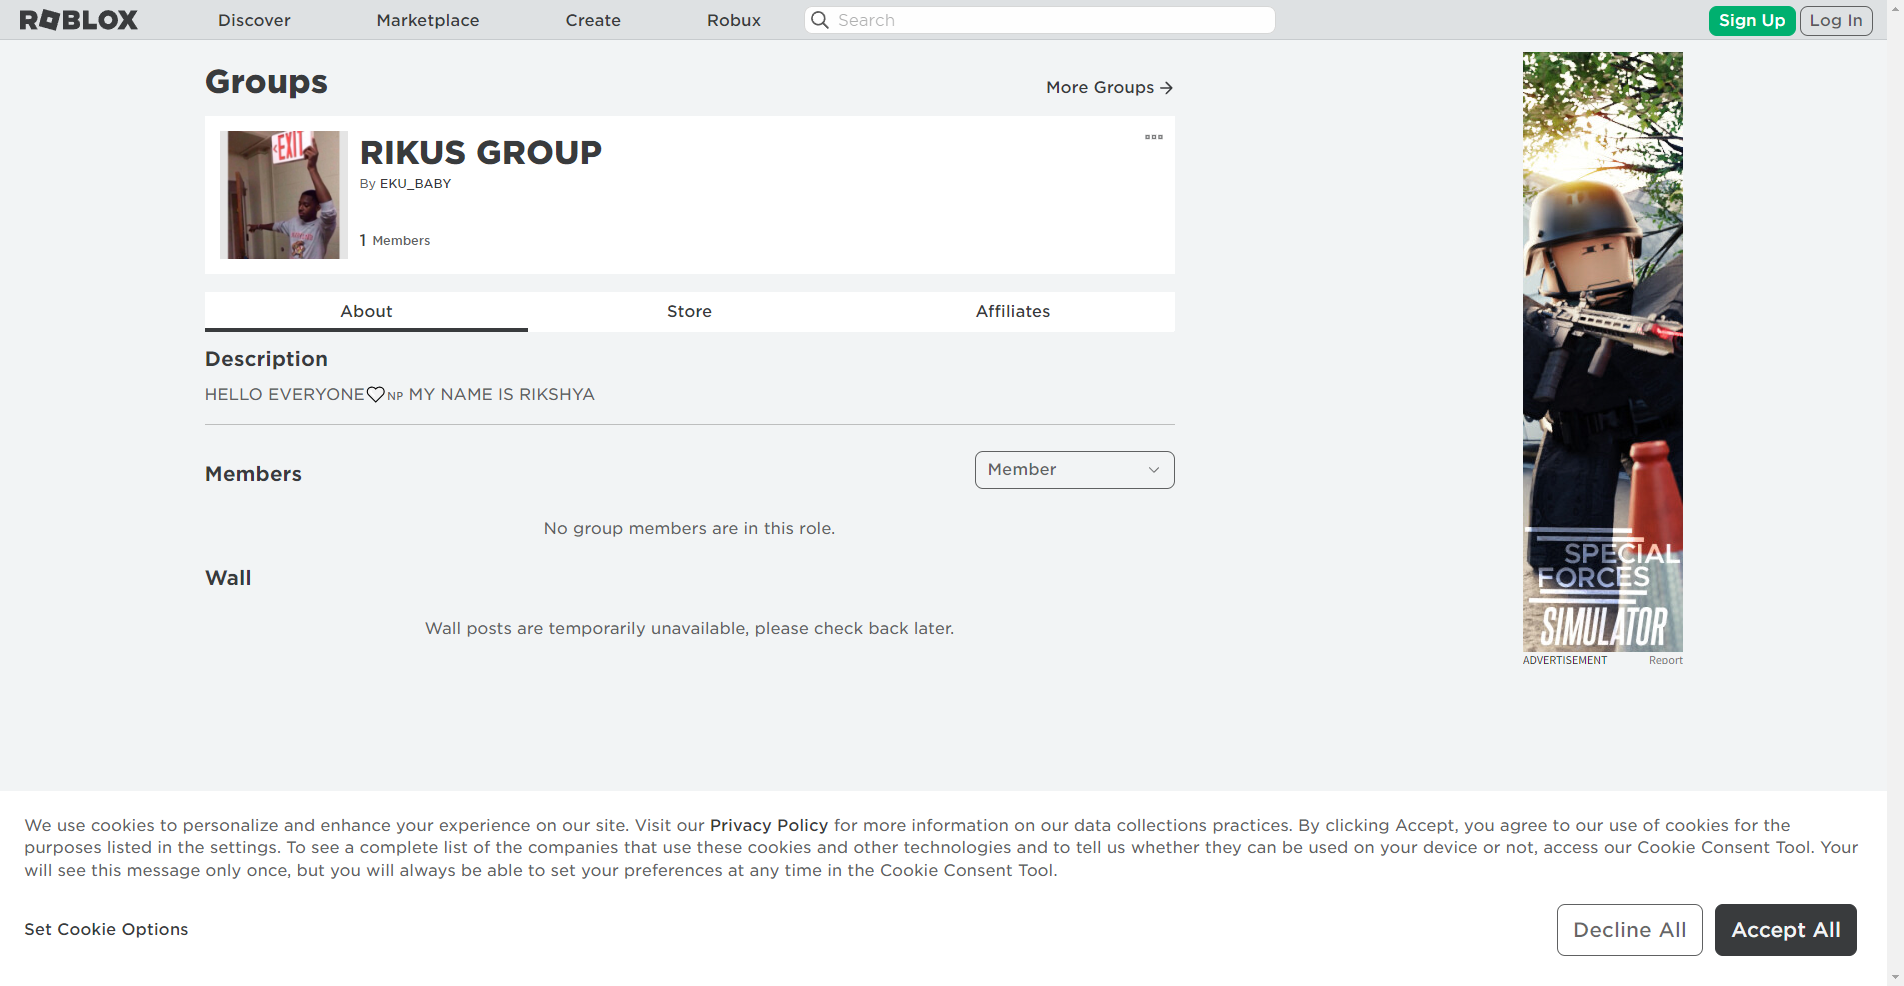 ROBLOX
Discover
Marketplace
Create
Robux
Search
Sign Up
Log In
Groups
More Groups →
EXIT
RIKUS GROUP
By EKU_BABY
1 Members
About
Store
Affiliates
Description
HELLO EVERYONE♡NP MY NAME IS RIKSHYA
Members
Member
No group members are in this role.
Wall
Wall posts are temporarily unavailable, please check back later.
SPECIAL
FORCES
SIMULATOR
ADVERTISEMENT
Report
We use cookies to personalize and enhance your experience on our site. Visit our Privacy Policy for more information on our data collections practices. By clicking Accept, you agree to our use of cookies for the
purposes listed in the settings. To see a complete list of the companies that use these cookies and other technologies and to tell us whether they can be used on your device or not, access our Cookie Consent Tool. Your
will see this message only once, but you will always be able to set your preferences at any time in the Cookie Consent Tool.
Set Cookie Options
Decline All
Accept All